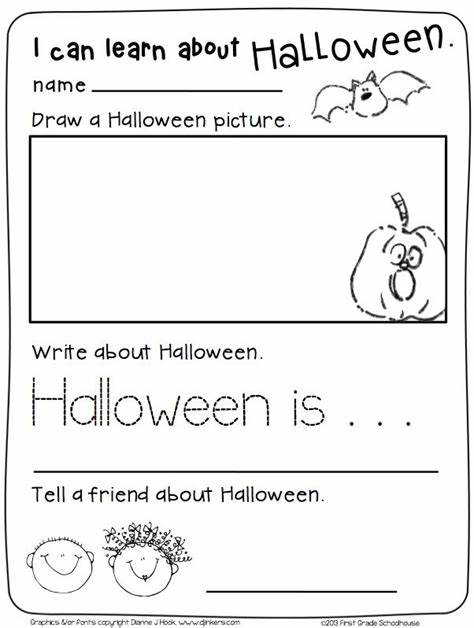 I can learn about Halloween.
name
Draw a Halloween picture.
Write about Halloween.
Halloween is . . .
Tell a friend about Halloween.
Graphics &/or fonts copyright Dianne J Hook. www.djinkers.com ©2013 First Grade Schoolhouse